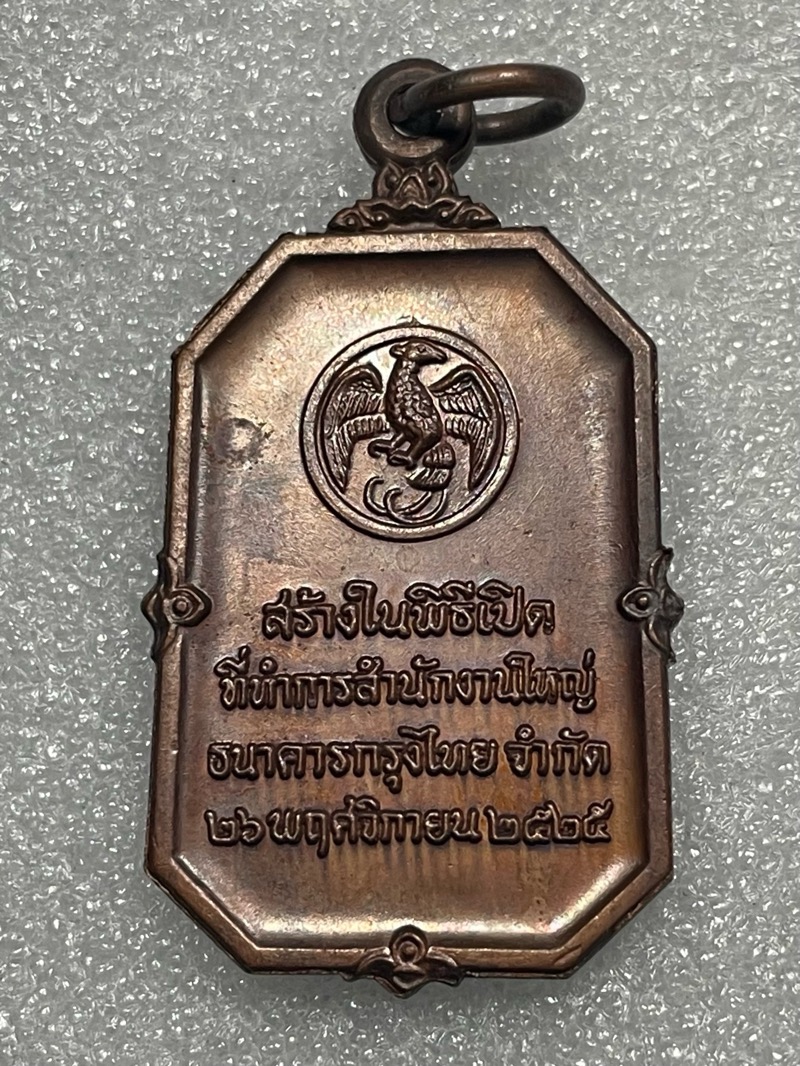 สร้างในพิธีเปิด
ที่ทำการสำนักงานใหญ่
ธนาคารกรุงไทย จำกัด
๒๖ พฤศจิกายน ๒๕๒๕